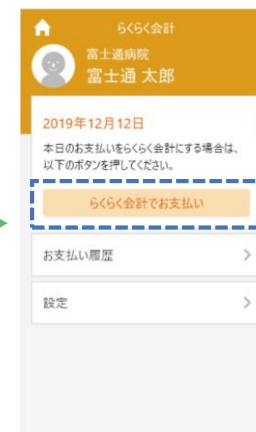 らくらく会計
富士通病院
富士通 太郎
2019年12月12日
本日のお支払いをらくらく会計にする場合は、
以下のボタンを押してください。
らくらく会計でお支払い
お支払い履歴
設定